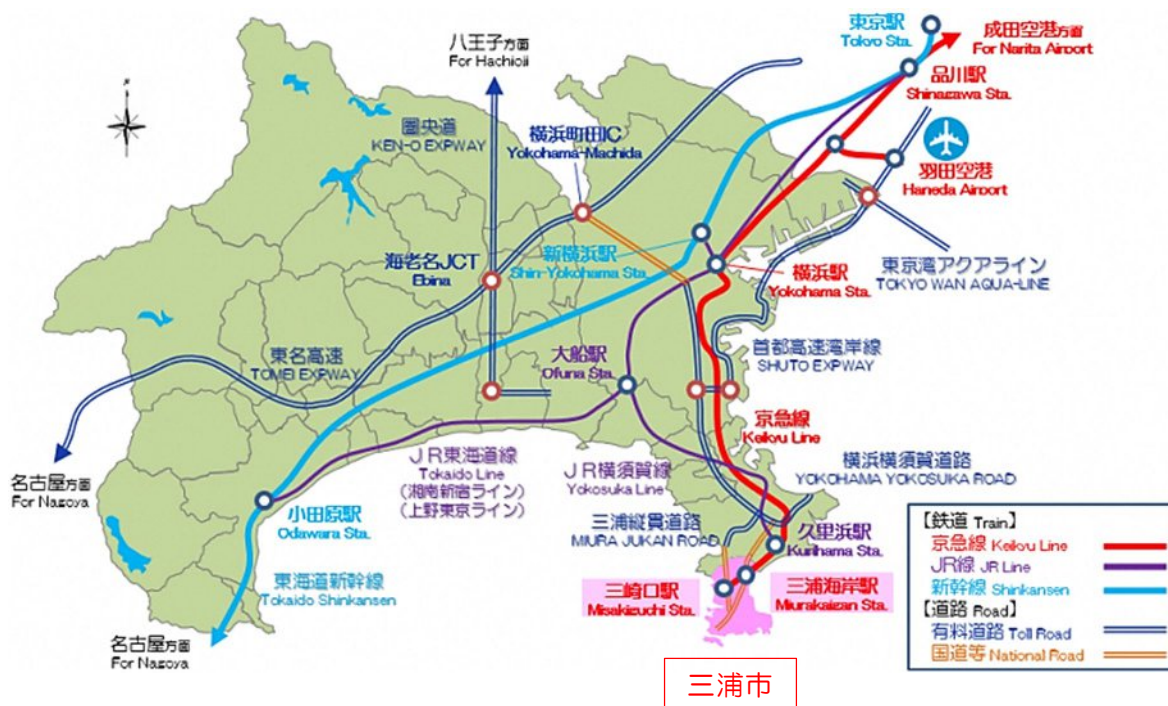 東京駅
Tokyo Sta.
成田空港方面
For Narita Airport
八王子方面
For Hachioji
品川駅
Shinagawa Sta.
圏央道
KEN-O EXPWAY
横浜町田IC
Yokohama-Machida
羽田空港
Haneda Airport
新横浜駅
Shin-Yokohama Sta.
海老名JCT
Ebina
横浜駅
Yokohama Sta.
東京湾アクアライン
TOKYO WAN AQUA-LINE
東名高速
TOMEI EXPWAY
大船駅
Ofuna Sta.
首都高速湾岸線
SHUTO EXPWAY
京急線
Keikyu Line
名古屋方面
For Nagoya
JR東海道線
Tokaido Line
(湘南新宿ライン)
(上野東京ライン)
JR横須賀線
Yokosuka Line
横浜横須賀道路
YOKOHAMA YOKOSUKA ROAD
小田原駅
Odawara Sta.
三浦縦貫道路
MIURA JUKAN ROAD
久里浜駅
Kurihama Sta.
東海道新幹線
Tokaido Shinkansen
三崎口駅
Misakizuchi Sta.
三浦海岸駅
Miurakaizan Sta.
名古屋方面
For Nagoya
【鉄道 Train】
京急線 Keikyu Line
JR線 JR Line
新幹線 Shinkansen
【道路 Road】
有料道路 Toll Road
国道等 National Road
三浦市